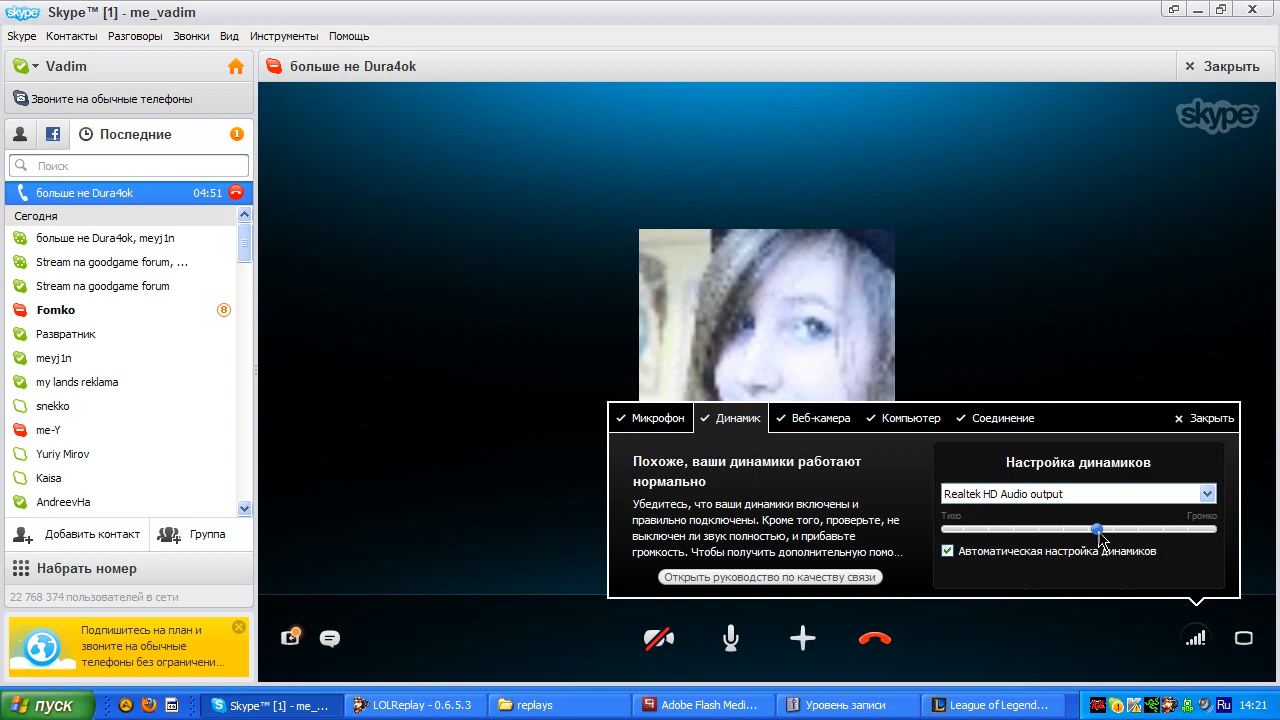 Skype™ [1] - me_vadim
Skype Контакты Разговоры Звонки Вид Инструменты Помощь
Vadim
больше не Dura4ok
Закрыть
Звоните на обычные телефоны
Последние
1
Поиск
больше не Dura4ok 04:51
Сегодня
больше не Dura4ok, meyj1n
Stream na goodgame forum, ...
Stream na goodgame forum
Fomko 8
Развратник
meyj1n
my lands reklama
snekko
me-Y
Yuriy Mirov
Kaisa
AndreevHa
Добавить контакт
Группа
Набрать номер
22 768 374 пользователей в сети
Подпишитесь на план и
звоните на обычные
телефоны без ограничени...
skype™
Микрофон Динамик Веб-камера Компьютер Соединение Закрыть
Похоже, ваши динамики работают
нормально
Убедитесь, что ваши динамики включены и
правильно подключены. Кроме того, проверьте, не
выключен ли звук полностью, и прибавьте
громкость. Чтобы получить дополнительную помо...
Открыть руководство по качеству связи
Настройка динамиков
Realtek HD Audio output
Тихо Громко
Автоматическая настройка динамиков
пуск
Skype™ [1] - me_...
LOLReplay - 0.6.5.3
replays
Adobe Flash Medi...
Уровень записи
League of Legend...
Ru
14:21